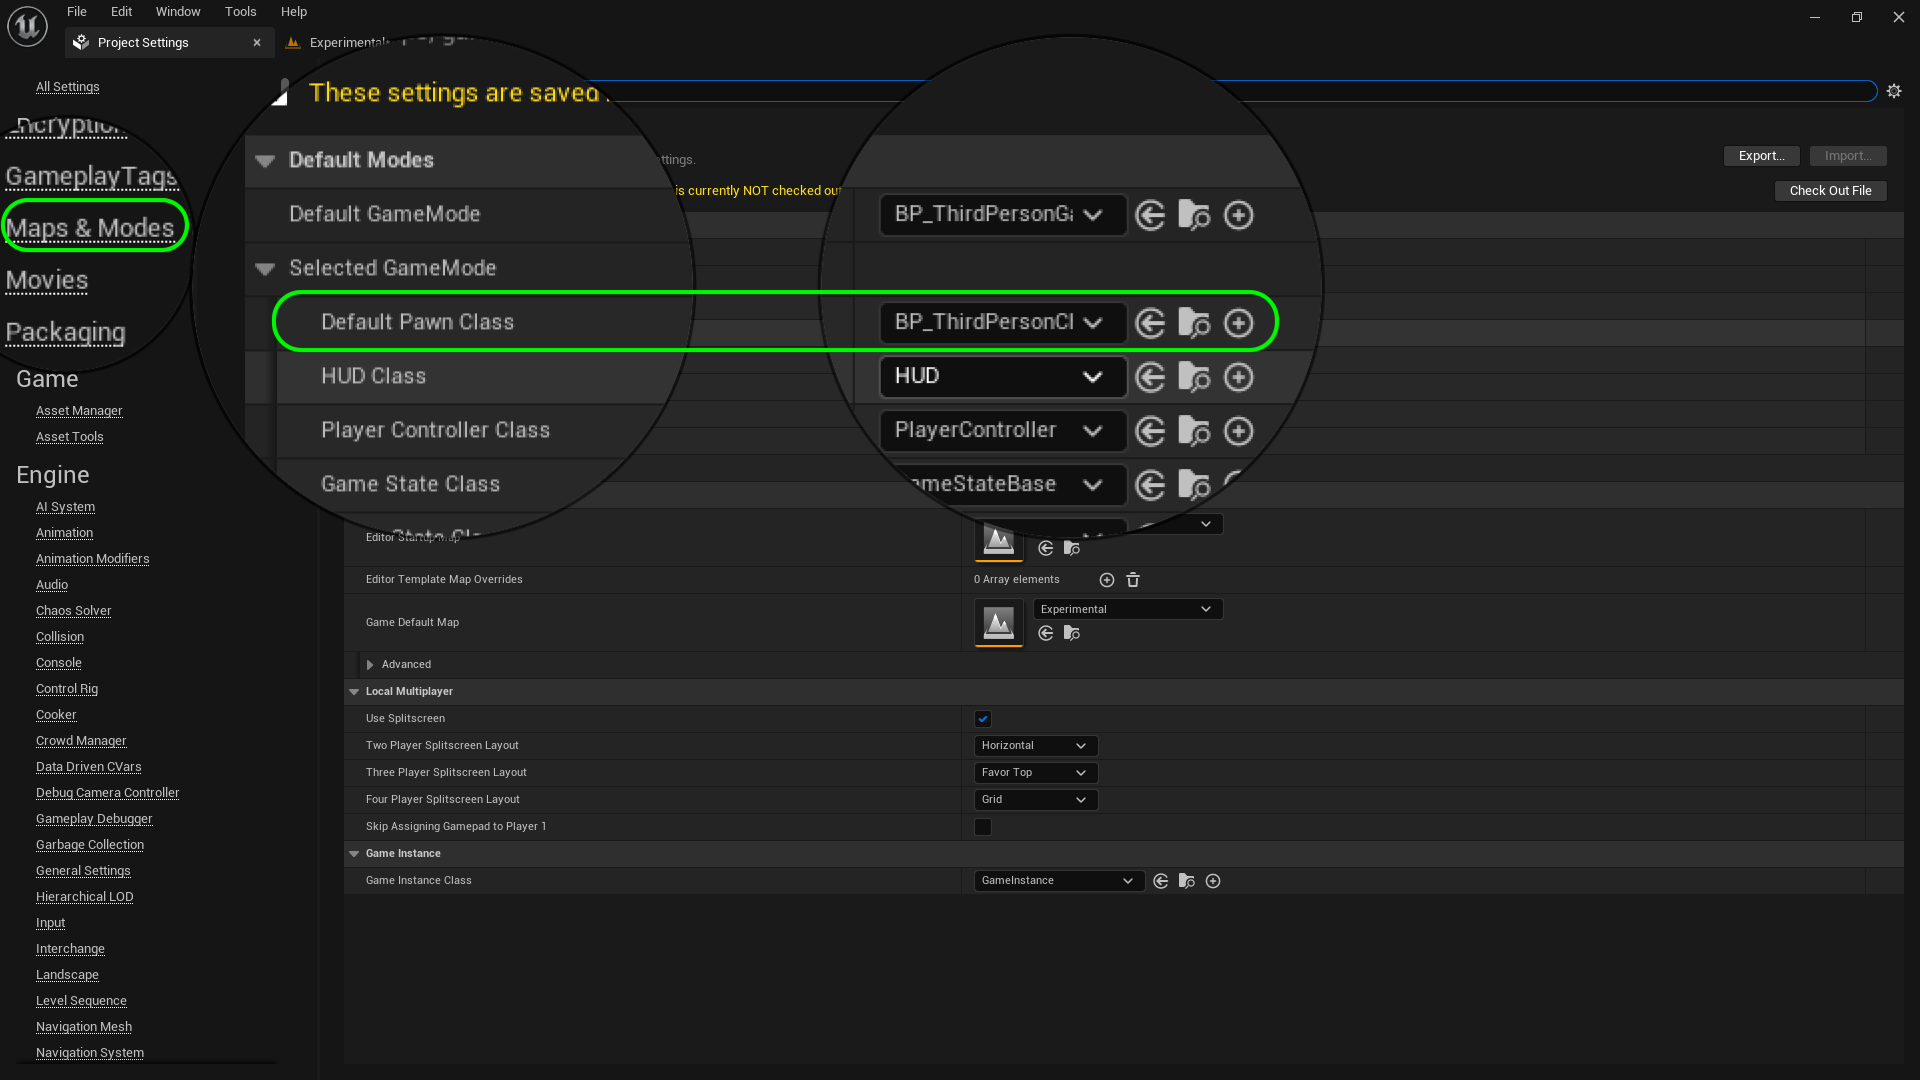 File Edit Window Tools Help
Project Settings
Experimental
All Settings
These settings are saved
Encryption
Default Modes
ttings.
Export...
Import...
GameplayTags
is currently NOT checked out
Check Out File
Default GameMode
BP_ThirdPersonGa
Maps & Modes
Selected GameMode
Movies
Default Pawn Class
BP_ThirdPersonCl
Packaging
HUD Class
HUD
Game
Asset Manager
Player Controller Class
PlayerController
Asset Tools
Engine
Game State Class
ameStateBase
AI System
Animation
Editor Startup Map
Animation Modifiers
Editor Template Map Overrides
0 Array elements
Audio
Chaos Solver
Experimental
Game Default Map
Collision
Console
Advanced
Control Rig
Local Multiplayer
Cooker
Use Splitscreen
Crowd Manager
Two Player Splitscreen Layout
Horizontal
Data Driven CVars
Three Player Splitscreen Layout
Favor Top
Debug Camera Controller
Four Player Splitscreen Layout
Grid
Gameplay Debugger
Skip Assigning Gamepad to Player 1
Garbage Collection
Game Instance
General Settings
Game Instance Class
GameInstance
Hierarchical LOD
Input
Interchange
Landscape
Level Sequence
Navigation Mesh
Navigation System